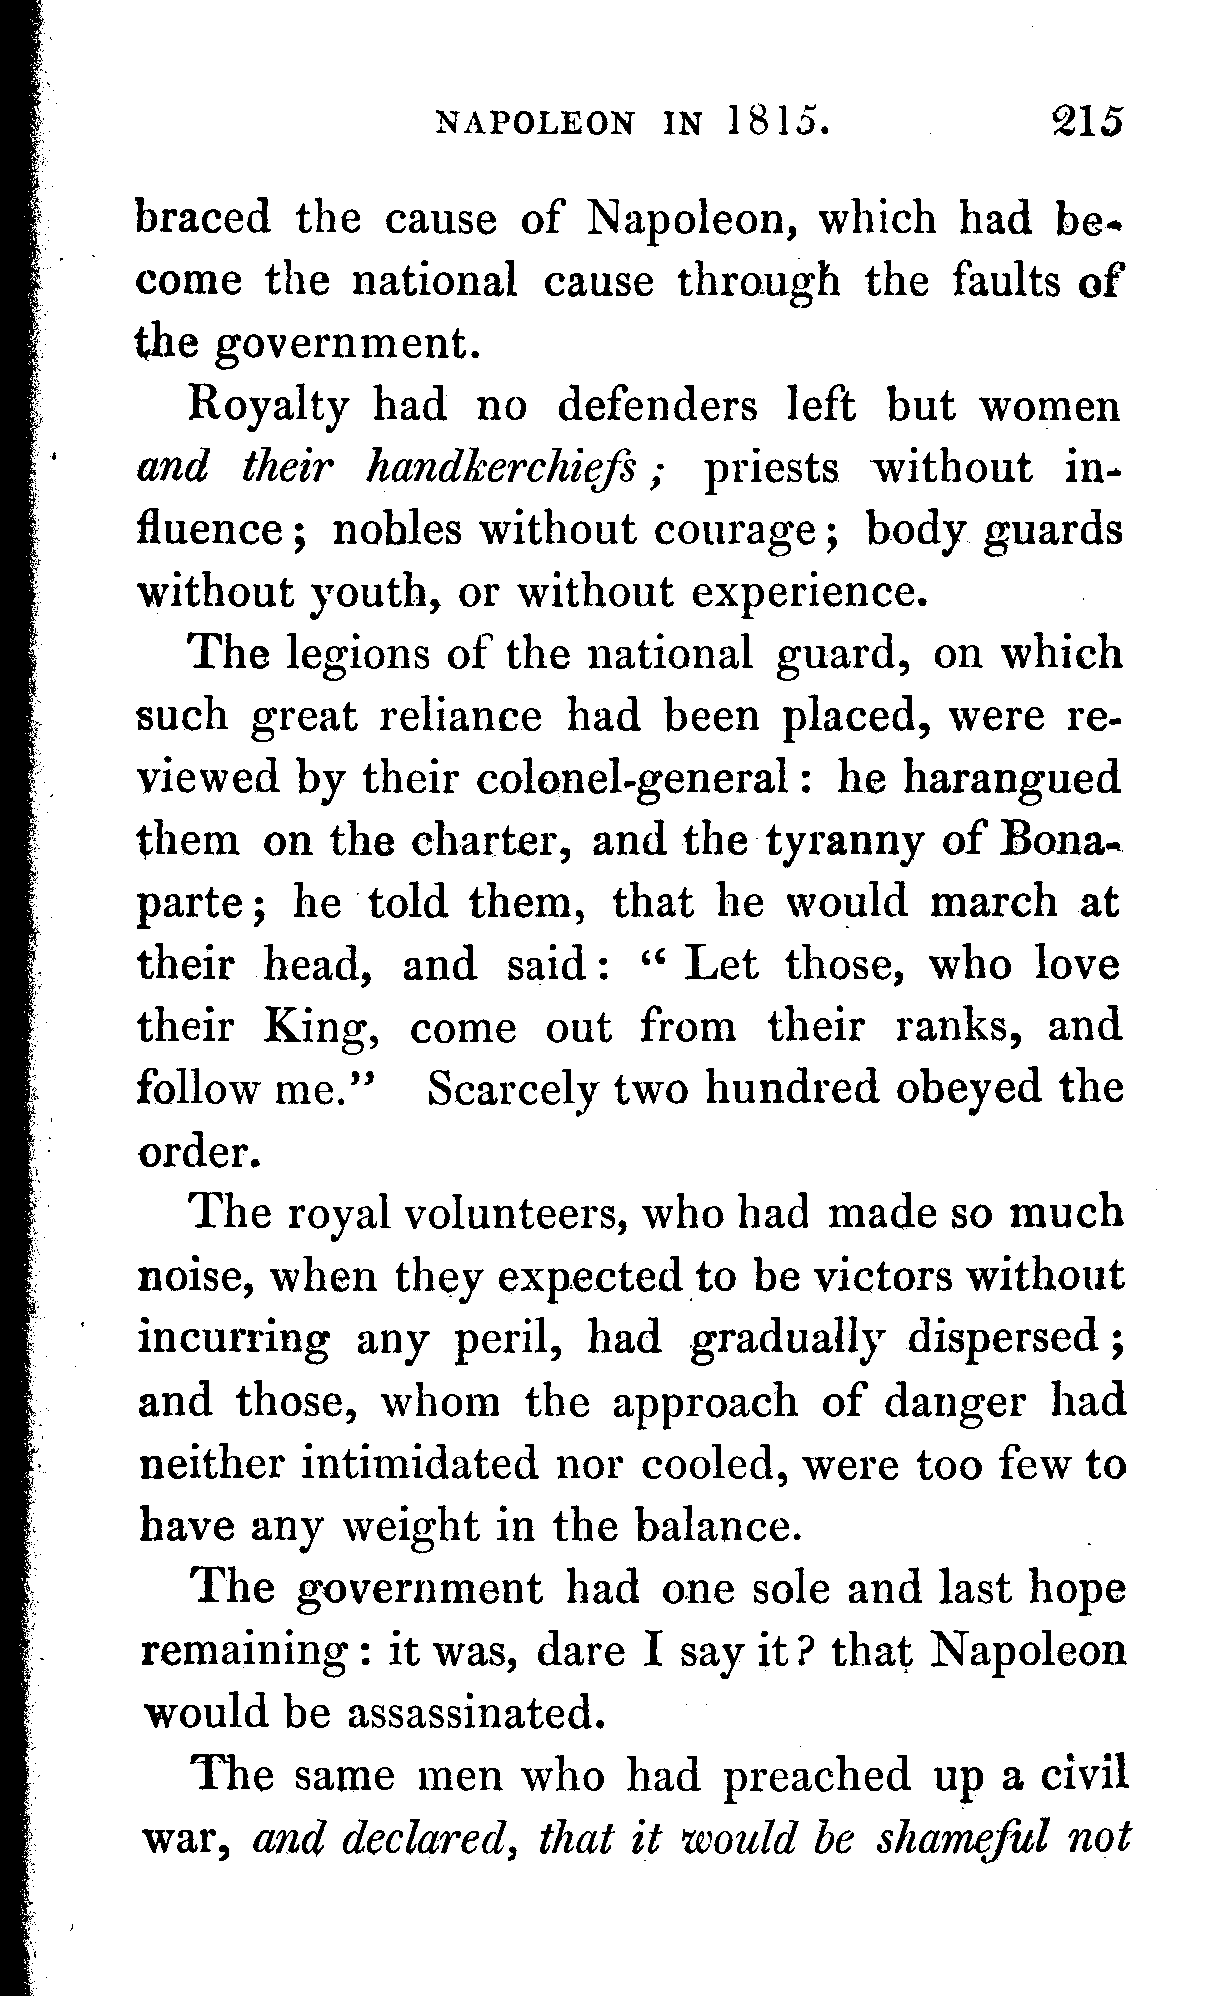 NAPOLEON IN 1815. 215
braced the cause of Napoleon, which had be-
come the national cause through the faults of
the government.
Royalty had no defenders left but women
and their handkerchiefs; priests without in-
fluence; nobles without courage; body guards
without youth, or without experience.
The legions of the national guard, on which
such great reliance had been placed, were re-
viewed by their colonel-general: he harangued
them on the charter, and the tyranny of Bona-
parte; he told them, that he would march at
their head, and said: “Let those, who love
their King, come out from their ranks, and
follow me.” Scarcely two hundred obeyed the
order.
The royal volunteers, who had made so much
noise, when they expected to be victors without
incurring any peril, had gradually dispersed;
and those, whom the approach of danger had
neither intimidated nor cooled, were too few to
have any weight in the balance.
The government had one sole and last hope
remaining: it was, dare I say it? that Napoleon
would be assassinated.
The same men who had preached up a civil
war, and declared, that it would be shameful not